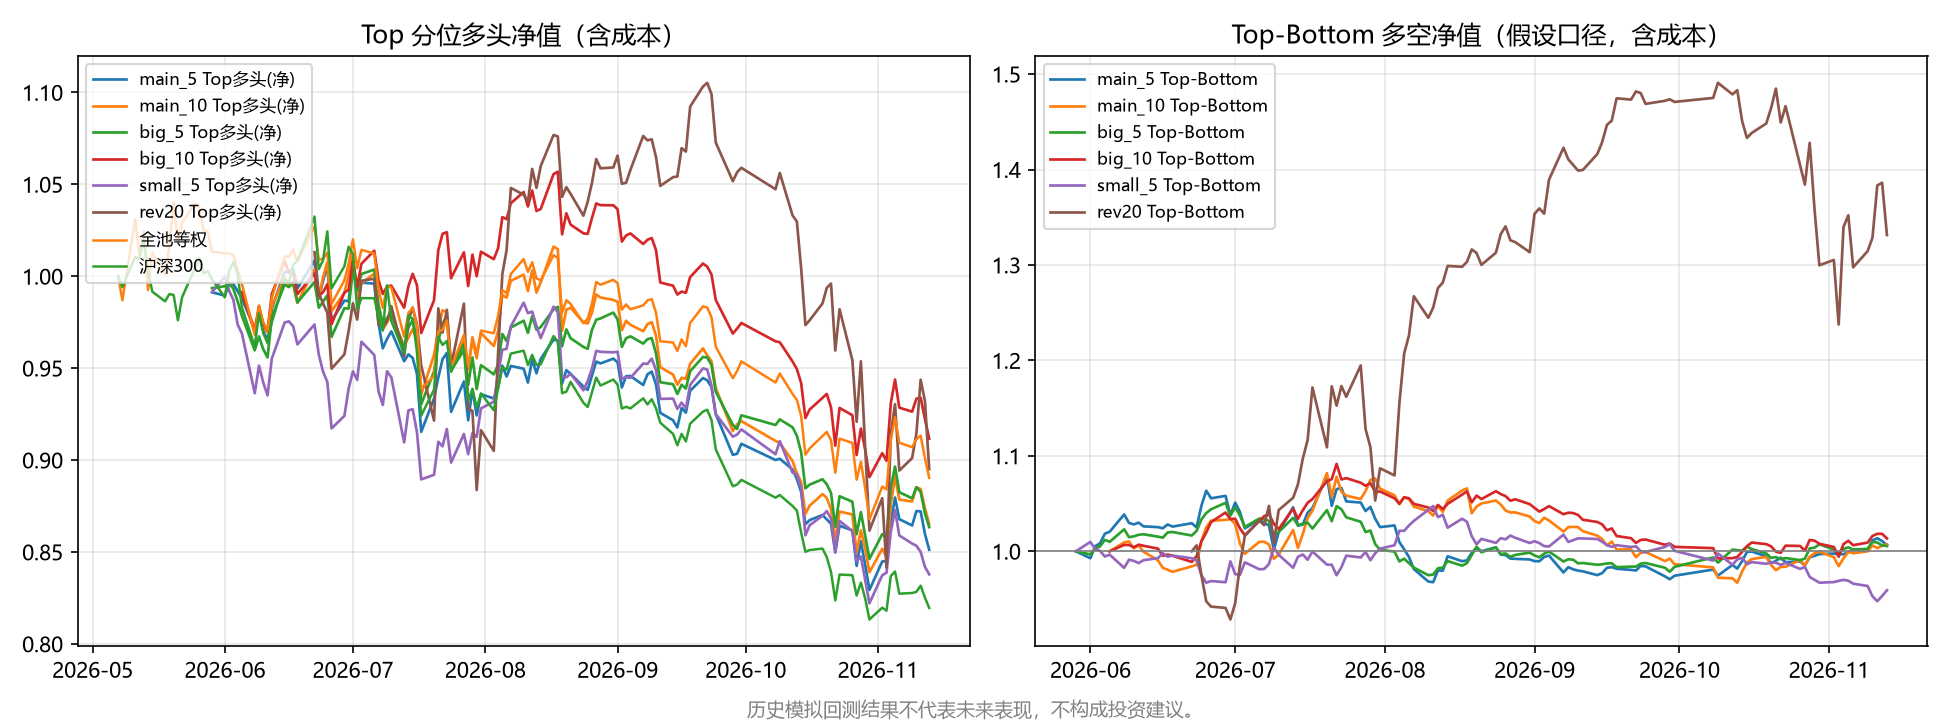 Top 分位多头净值（含成本）
1.10
1.05
1.00
0.95
0.90
0.85
0.80
main_5 Top多头(净)
main_10 Top多头(净)
big_5 Top多头(净)
big_10 Top多头(净)
small_5 Top多头(净)
rev20 Top多头(净)
全池等权
沪深300
2026-05 2026-06 2026-07 2026-08 2026-09 2026-10 2026-11
Top-Bottom 多空净值（假设口径，含成本）
1.5
1.4
1.3
1.2
1.1
1.0
main_5 Top-Bottom
main_10 Top-Bottom
big_5 Top-Bottom
big_10 Top-Bottom
small_5 Top-Bottom
rev20 Top-Bottom
2026-06 2026-07 2026-08 2026-09 2026-10 2026-11
历史模拟回测结果不代表未来表现，不构成投资建议。